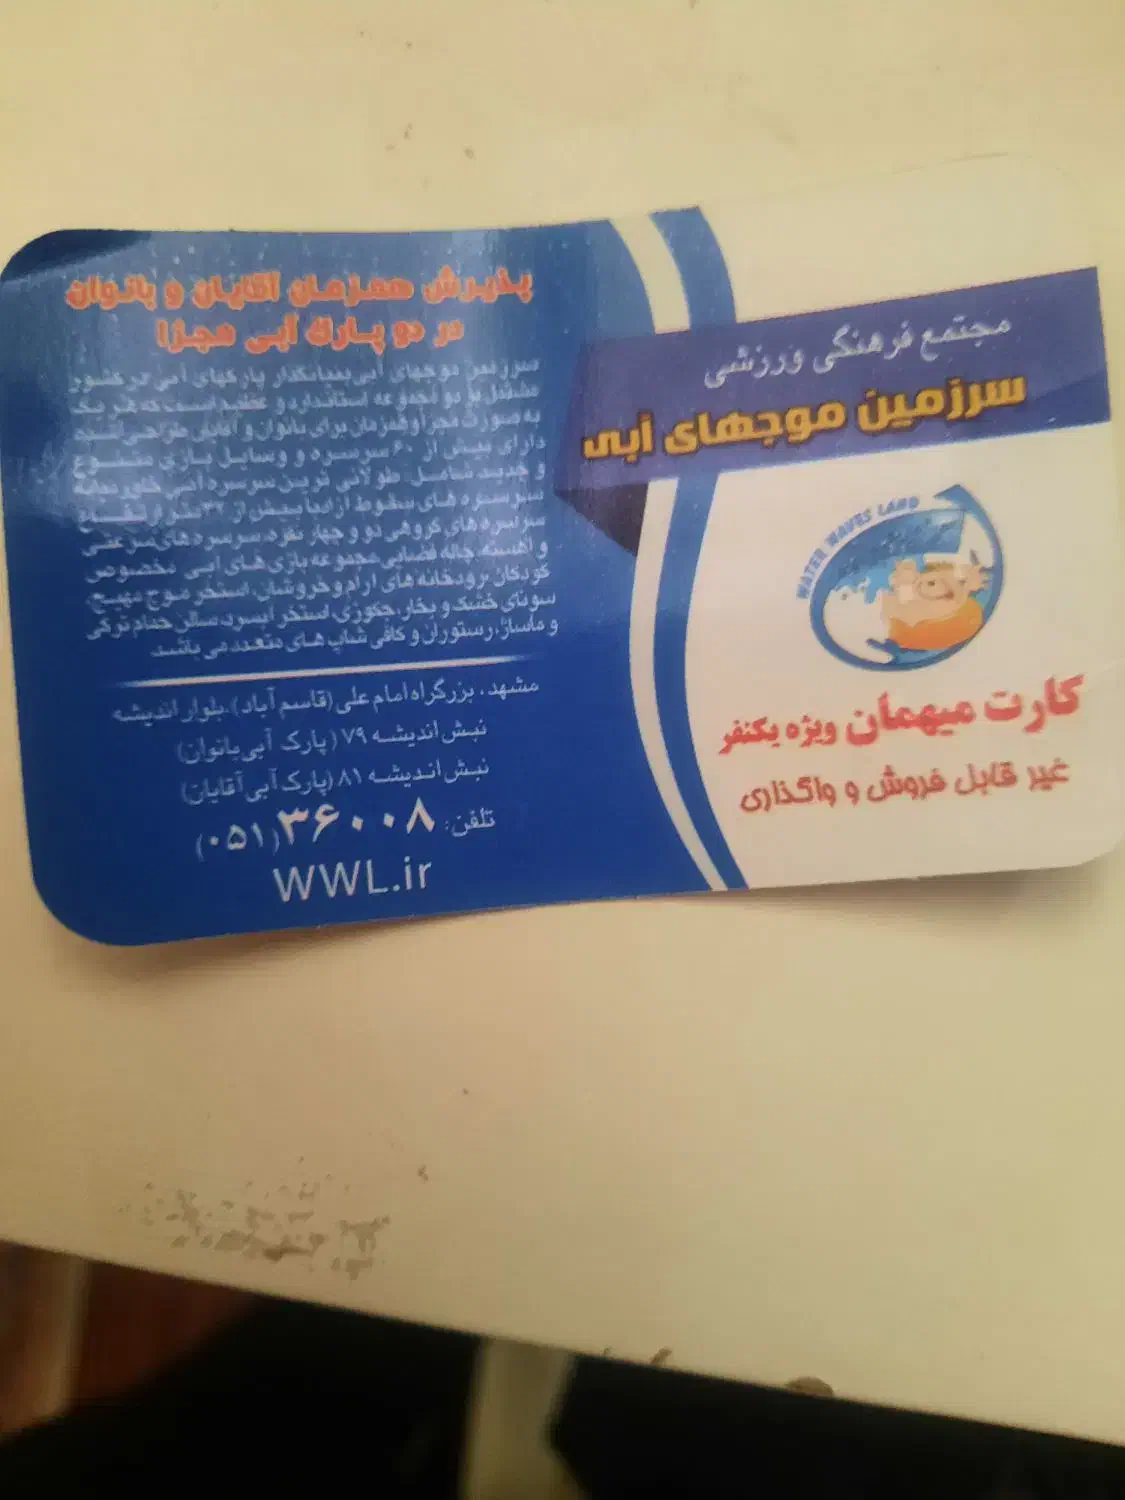 مجتمع فرهنگی ورزشی
سرزمین موجهای آبی
WATER WAVES LAND
کارت میهمان ویژه یکنفر
غیر قابل فروش و واگذاری
پذیرش همزمان آقایان و بانوان
در دو پارک آبی مجزا
سرزمین موجهای آبی بنیانگذار پارکهای آبی در کشور
مشتمل بر دو مجموعه استاندارد و عظیم است که هر یک
به صورت مجزا و همزمان برای بانوان و آقایان طراحی
دارای بیش از سرسره و وسایل بازی متنوع
و جدید شامل: طولانی ترین سرسره آبی خاورمیانه
سرسره های سقوط آزاد با بیش از ۲۲ متر ارتفاع
سرسره های گروهی دو و چهار نفره، سرسره های سرعتی
و آهسته، چاله فضایی مجموعه بازی های آبی مخصوص
کودکان، رودخانه های آرام و خروشان، استخر موج مهیج،
سونای خشک و بخار، جکوزی، استخر آبسرد، سالن حمام ترکی
و ماساژ، رستوران و کافی شاپ های متعدد می باشد
مشهد، بزرگراه امام علی (قاسم آباد)، بلوار اندیشه
نبش اندیشه ۷۹ (پارک آبی بانوان)
نبش اندیشه ۸۱ (پارک آبی آقایان)
تلفن: ۳۶۰۰۸ (۰۵۱)
WWL.ir